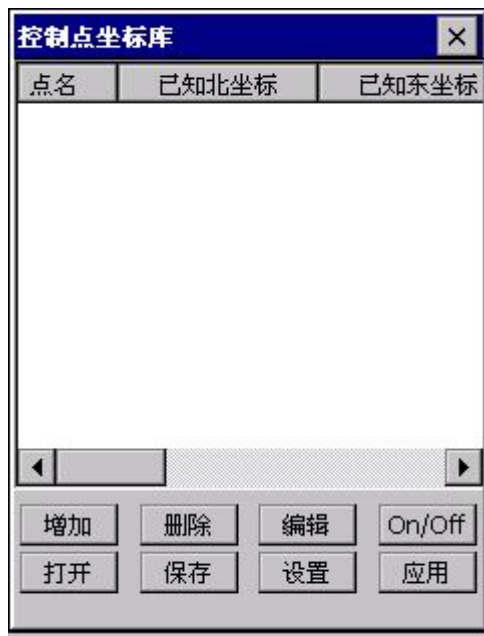 控制点坐标库
点名 已知北坐标 已知东坐标
增加 删除 编辑 On/Off
打开 保存 设置 应用